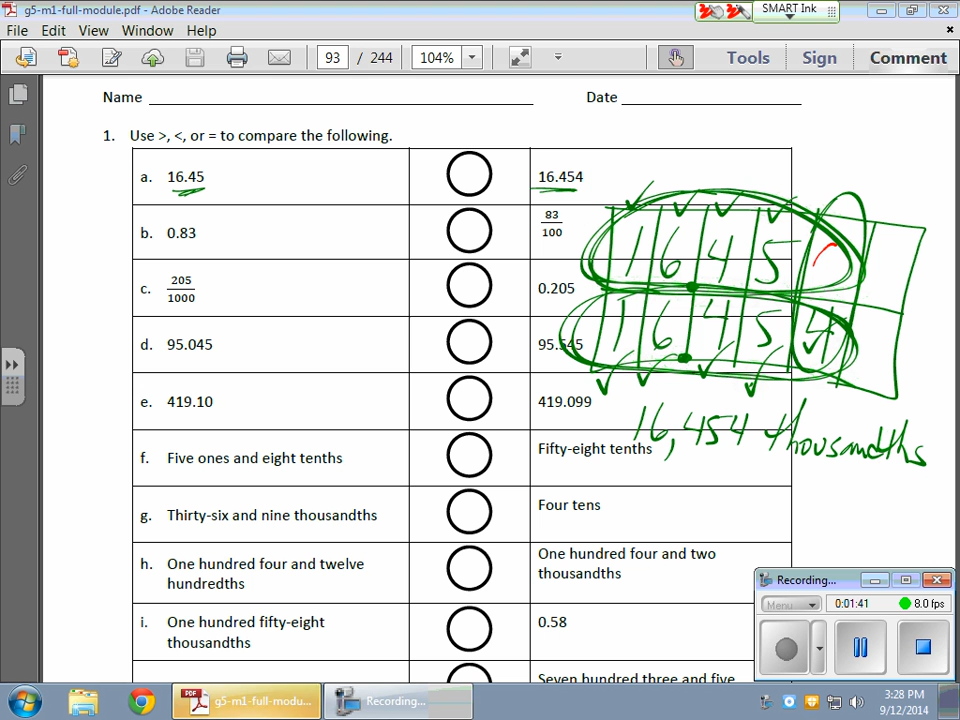 g5-m1-full-module.pdf - Adobe Reader
SMART Ink
File Edit View Window Help
93 / 244 104% Tools Sign Comment
Name Date
1. Use >, <, or = to compare the following.
a. 16.45 16.454
b. 0.83 83/100
c. 205/1000 0.205
d. 95.045 95.545
e. 419.10 419.099
f. Five ones and eight tenths Fifty-eight tenths
g. Thirty-six and nine thousandths Four tens
h. One hundred four and twelve hundredths One hundred four and two thousandths
i. One hundred fifty-eight thousandths 0.58
Seven hundred three and five
1 6 4 5
1 6 . 4 5 4
16,454 thousandths
Recording...
Menu 0:01:41 8.0 fps
g5-m1-full-modu... Recording... 3:28 PM
9/12/2014